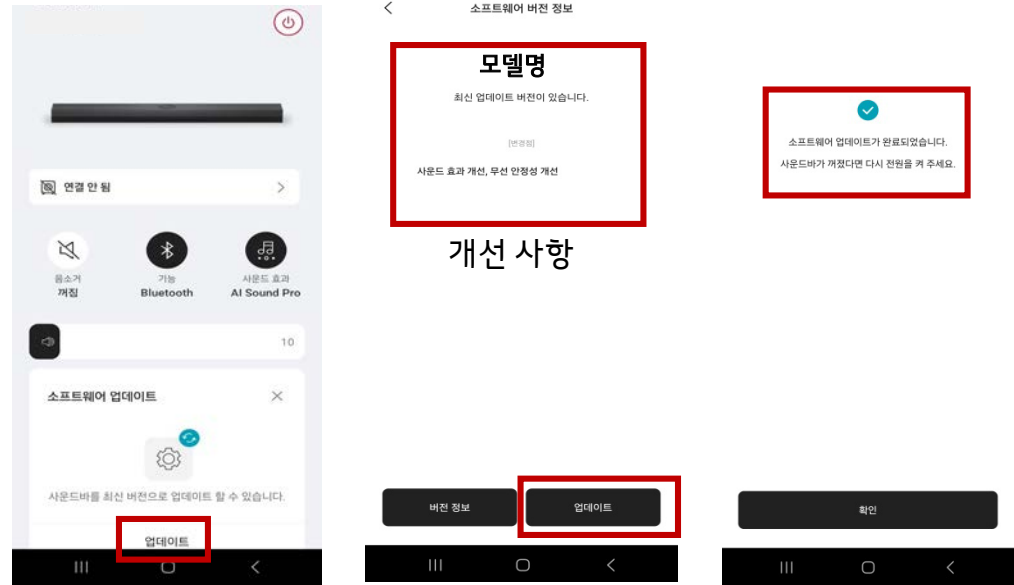 연결 안 됨
음소거
꺼짐
기능
Bluetooth
사운드 효과
AI Sound Pro
10
소프트웨어 업데이트
사운드바를 최신 버전으로 업데이트 할 수 있습니다.
업데이트
소프트웨어 버전 정보
모델명
최신 업데이트 버전이 있습니다.
[변경점]
사운드 효과 개선, 무선 안정성 개선
개선 사항
버전 정보
업데이트
소프트웨어 업데이트가 완료되었습니다.
사운드바가 꺼졌다면 다시 전원을 켜 주세요.
확인